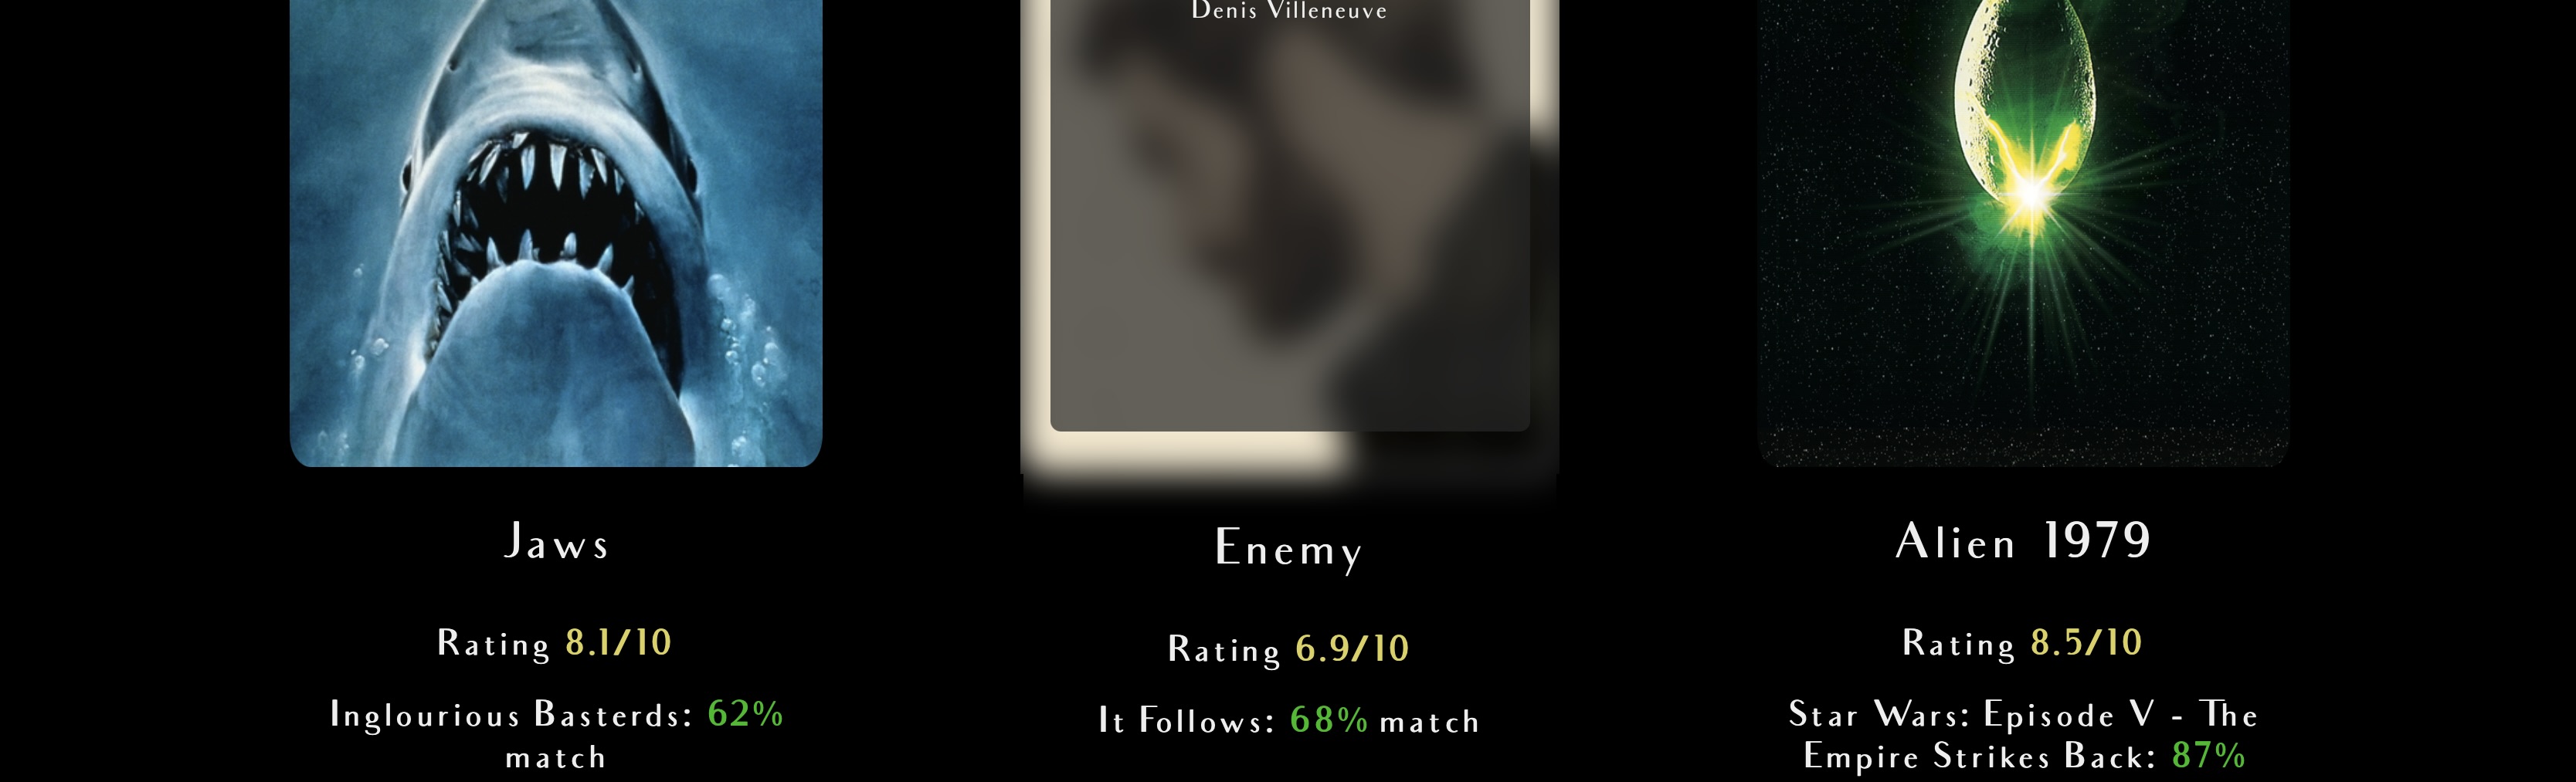 Denis Villeneuve
Jaws
Rating 8.1/10
Inglourious Basterds: 62%
match
Enemy
Rating 6.9/10
It Follows: 68% match
Alien 1979
Rating 8.5/10
Star Wars: Episode V - The
Empire Strikes Back: 87%